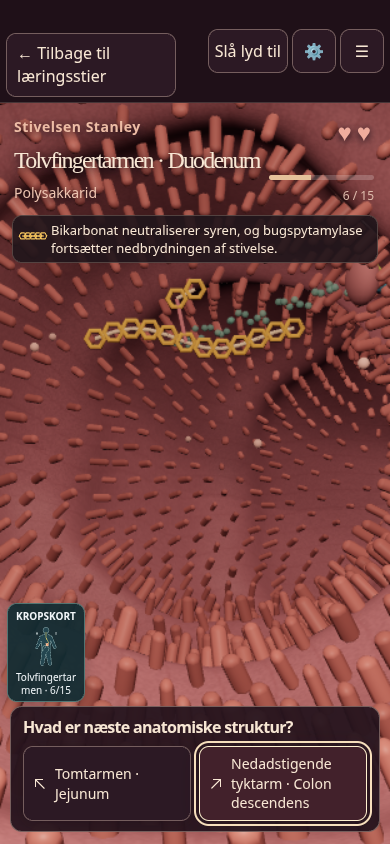 ← Tilbage til
læringsstier
Slå lyd til
Stivelsen Stanley
Tolvfingertarmen · Duodenum
Polysakkarid
6 / 15
Bikarbonat neutraliserer syren, og bugspytamylase
fortsætter nedbrydningen af stivelse.
KROPSKORT
Tolvfingertar
men · 6/15
Hvad er næste anatomiske struktur?
↖ Tomtarmen ·
Jejunum
↗ Nedadstigende
tyktarm · Colon
descendens